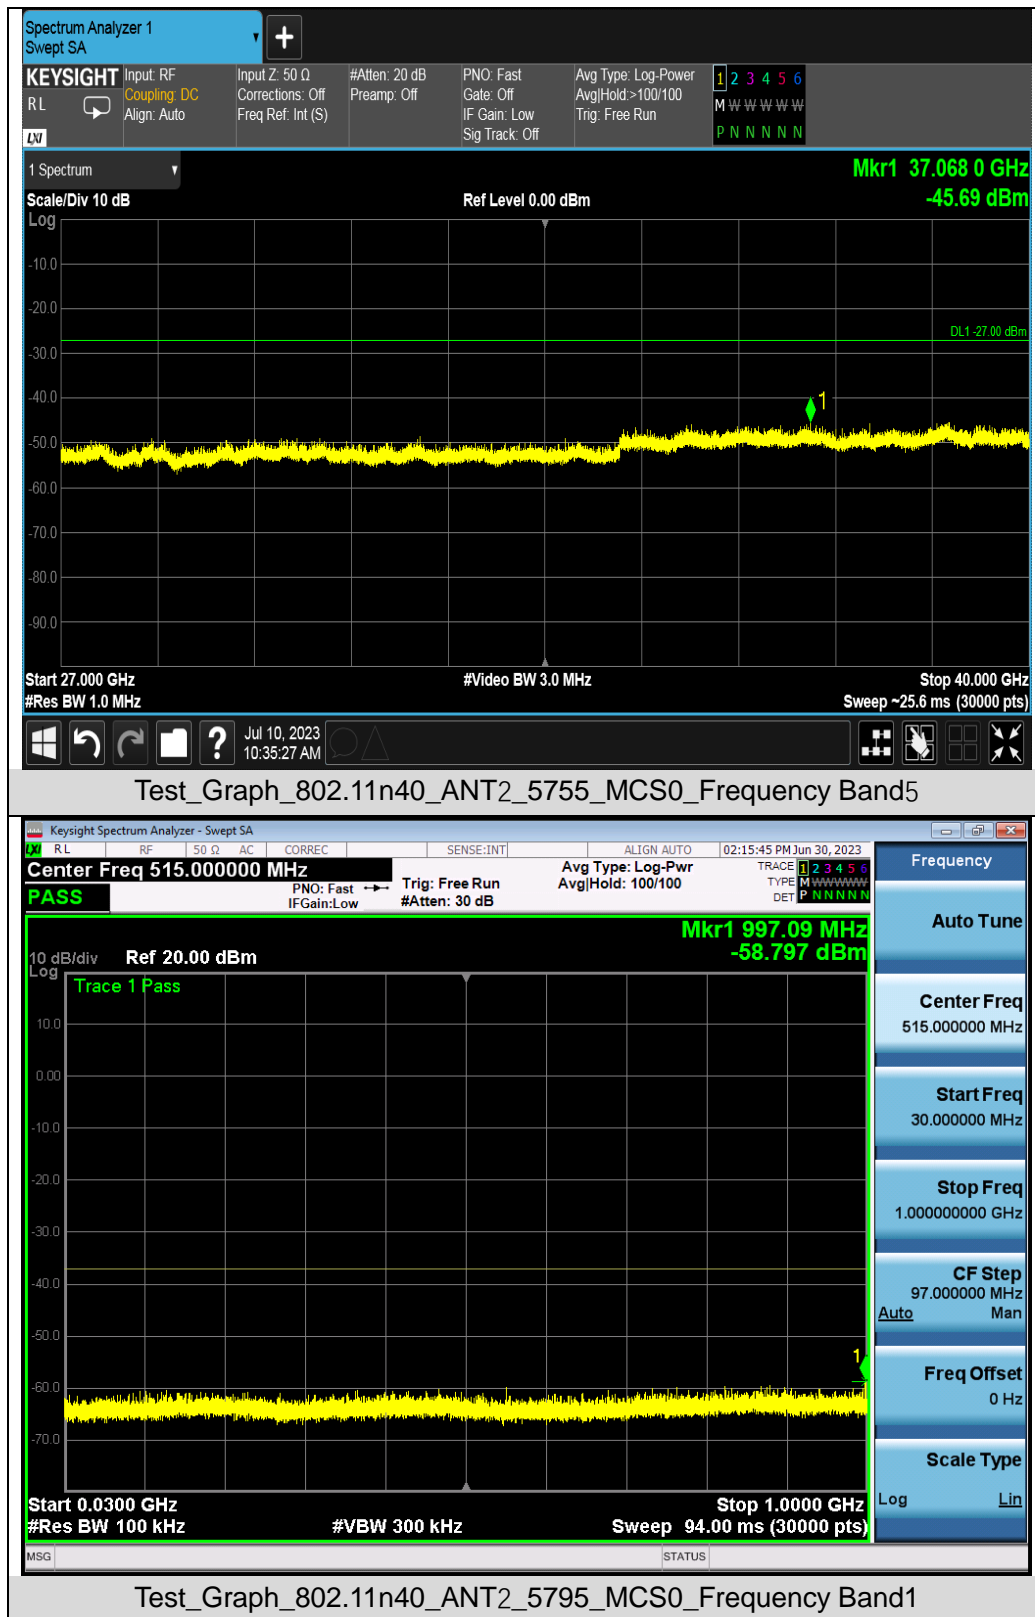 Spectrum Analyzer 1
Swept SA
+
KEYSIGHT Input: RF Input Z: 50 Ω #Atten: 20 dB PNO: Fast Avg Type: Log-Power 1 2 3 4 5 6
R L Coupling: DC Corrections: Off Preamp: Off Gate: Off Avg|Hold:>100/100 M W W W W W
Align: Auto Freq Ref: Int (S) IF Gain: Low Trig: Free Run
LXI Sig Track: Off P N N N N N
1 Spectrum
Mkr1 37.068 0 GHz
Scale/Div 10 dB Ref Level 0.00 dBm -45.69 dBm
Log
-10.0
-20.0
DL1 -27.00 dBm
-30.0
-40.0
1
-50.0
-60.0
-70.0
-80.0
-90.0
Start 27.000 GHz #Video BW 3.0 MHz Stop 40.000 GHz
#Res BW 1.0 MHz Sweep ~25.6 ms (30000 pts)
? Jul 10, 2023
10:35:27 AM
Test_Graph_802.11n40_ANT2_5755_MCS0_Frequency Band5
Keysight Spectrum Analyzer - Swept SA
LXI RL RF 50 Ω AC CORREC SENSE:INT ALIGN AUTO 02:15:45 PM Jun 30, 2023
Center Freq 515.000000 MHz Avg Type: Log-Pwr TRACE 1 2 3 4 5 6
PASS PNO: Fast Trig: Free Run Avg|Hold: 100/100 TYPE M W W W W W
IFGain:Low #Atten: 30 dB DET P N N N N N
Mkr1 997.09 MHz
10 dB/div Ref 20.00 dBm -58.797 dBm
Log
Trace 1 Pass
10.0
0.00
-10.0
-20.0
-30.0
-40.0
-50.0
1
-60.0
-70.0
Start 0.0300 GHz Stop 1.0000 GHz
#Res BW 100 kHz #VBW 300 kHz Sweep 94.00 ms (30000 pts)
MSG STATUS
Frequency
Auto Tune
Center Freq
515.000000 MHz
Start Freq
30.000000 MHz
Stop Freq
1.000000000 GHz
CF Step
97.000000 MHz
Auto Man
Freq Offset
0 Hz
Scale Type
Log Lin
Test_Graph_802.11n40_ANT2_5795_MCS0_Frequency Band1